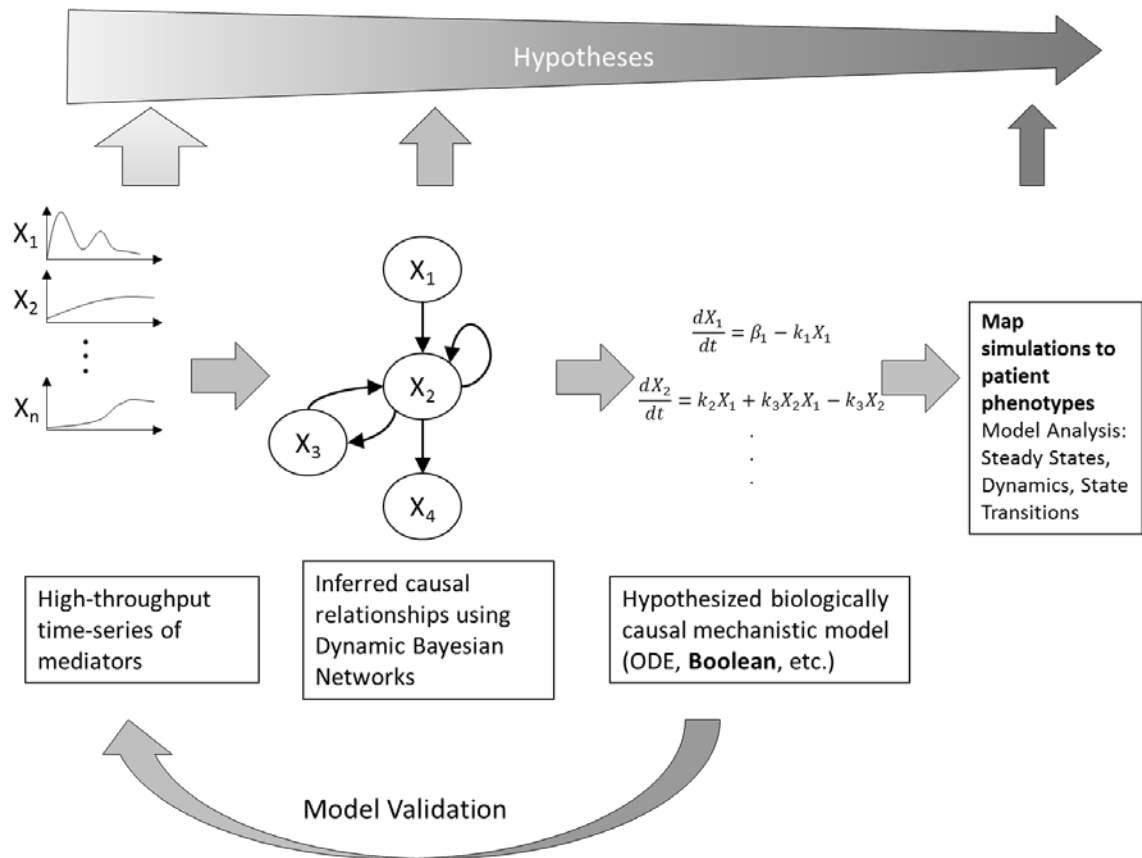 Hypotheses
X1
X2
Xn
X1
X2
X3
X4
dX1/dt = β1 − k1X1
dX2/dt = k2X1 + k3X2X1 − k3X2
Map
simulations to
patient
phenotypes
Model Analysis:
Steady States,
Dynamics, State
Transitions
High-throughput
time-series of
mediators
Inferred causal
relationships using
Dynamic Bayesian
Networks
Hypothesized biologically
causal mechanistic model
(ODE, Boolean, etc.)
Model Validation